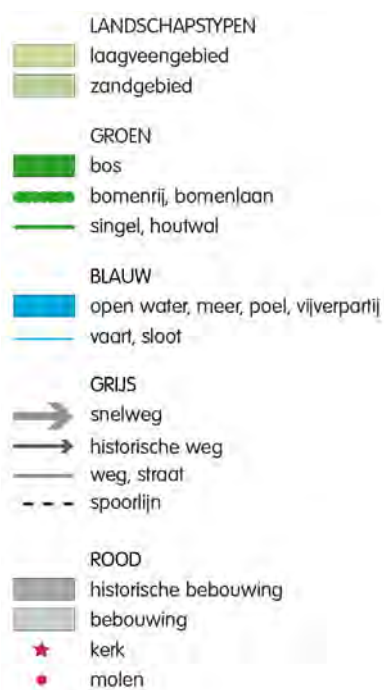 LANDSCHAPSTYPEN
laagveengebied
zandgebied
GROEN
bos
bomenrij, bomenlaan
singel, houtwal
BLAUW
open water, meer, poel, vijverpartij
vaart, sloot
GRIJS
snelweg
historische weg
weg, straat
spoorlijn
ROOD
historische bebouwing
bebouwing
kerk
molen